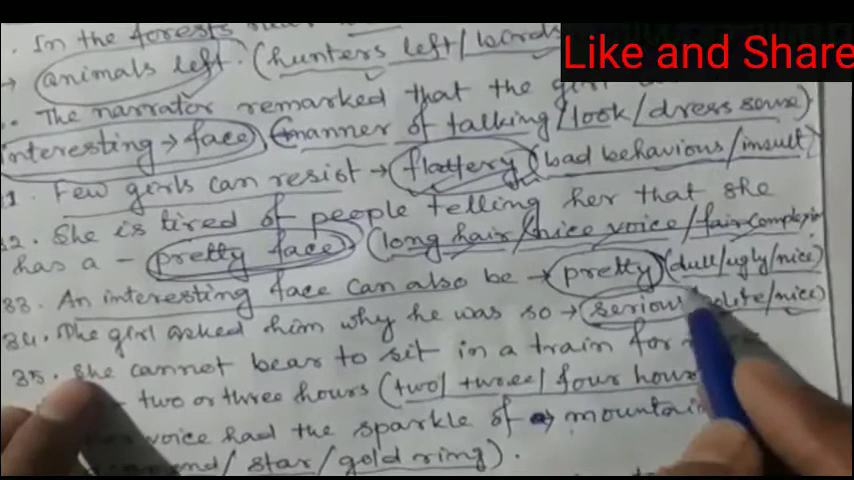 . In the forests
→ animals left. (hunters left/birds
Like and Share
.. The narrator remarked that the girl
interesting → face (manner of talking/look/dress sense)
31. Few girls can resist → flattery (bad behaviour/insult)
32. She is tired of people telling her that she
has a - pretty face (long hair/nice voice/fair complexion
33. An interesting face can also be → pretty (dull/ugly/nice)
34. The girl asked him why he was so → serious polite/nice)
35. She cannot bear to sit in a train for
- two or three hours (two/three/four hours
voice had the sparkle of → mountain
/ star/gold ring).